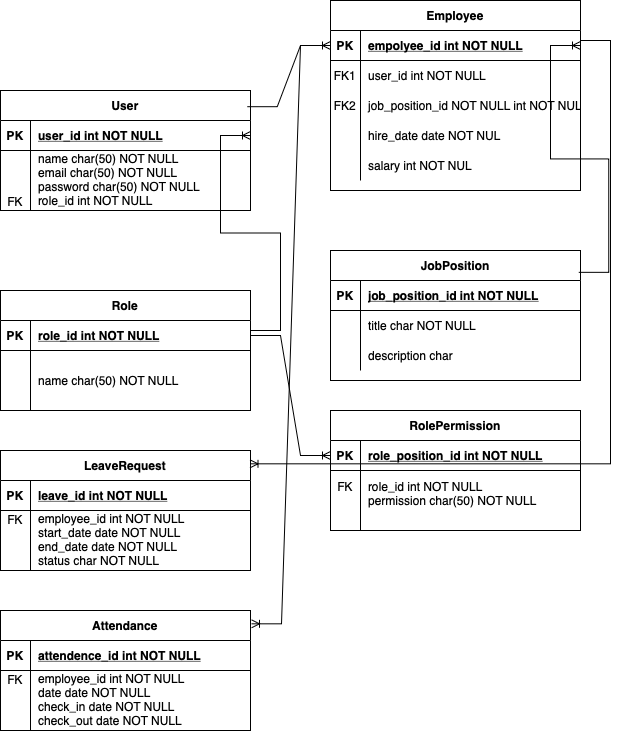 Employee
PK empolyee_id int NOT NULL
FK1 user_id int NOT NULL
FK2 job_position_id NOT NULL int NOT NUL
hire_date date NOT NUL
salary int NOT NUL
User
PK user_id int NOT NULL
name char(50) NOT NULL
email char(50) NOT NULL
password char(50) NOT NULL
FK role_id int NOT NULL
JobPosition
PK job_position_id int NOT NULL
title char NOT NULL
description char
Role
PK role_id int NOT NULL
name char(50) NOT NULL
RolePermission
PK role_position_id int NOT NULL
FK role_id int NOT NULL
permission char(50) NOT NULL
LeaveRequest
PK leave_id int NOT NULL
FK employee_id int NOT NULL
start_date date NOT NULL
end_date date NOT NULL
status char NOT NULL
Attendance
PK attendence_id int NOT NULL
FK employee_id int NOT NULL
date date NOT NULL
check_in date NOT NULL
check_out date NOT NULL